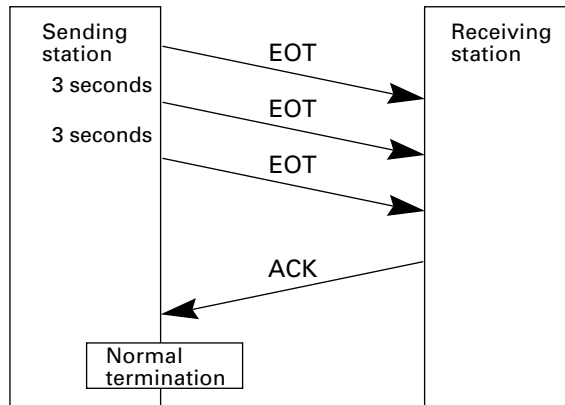 Sending
station
Receiving
station
EOT
3 seconds
EOT
3 seconds
EOT
ACK
Normal
termination